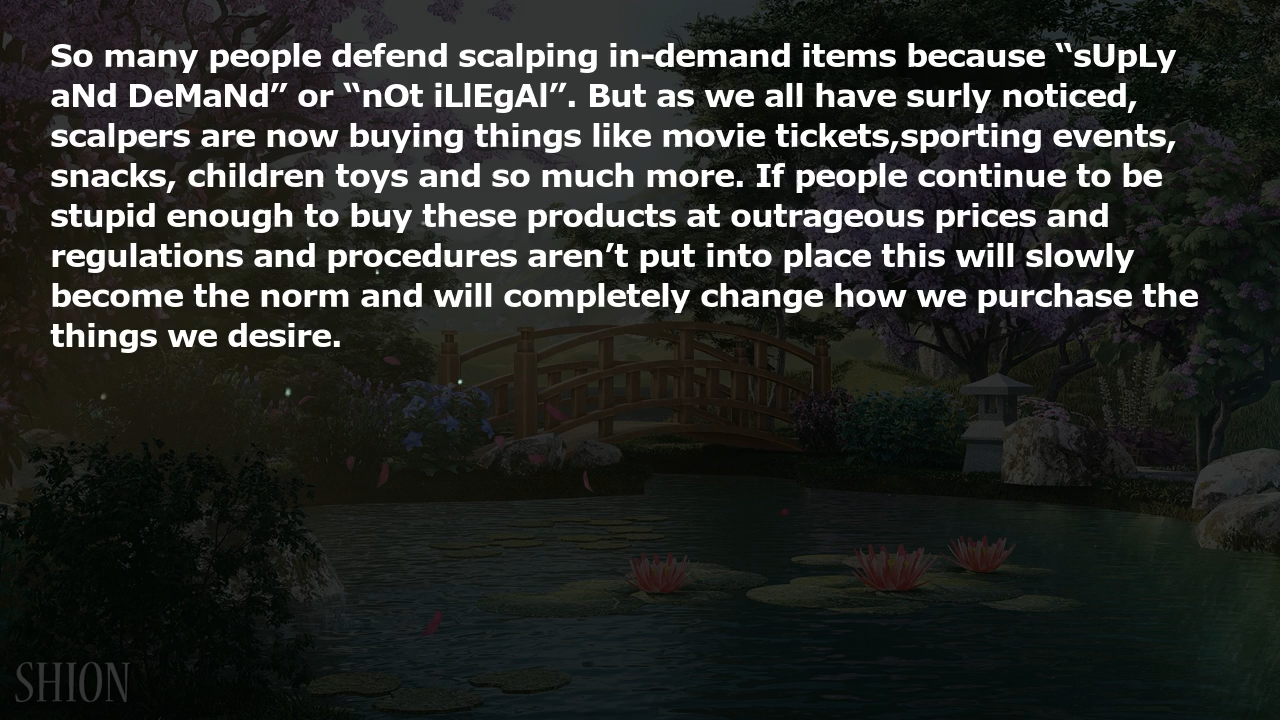 So many people defend scalping in-demand items because “sUpLy
aNd DeMaNd” or “nOt iLlEgAl”. But as we all have surly noticed,
scalpers are now buying things like movie tickets,sporting events,
snacks, children toys and so much more. If people continue to be
stupid enough to buy these products at outrageous prices and
regulations and procedures aren’t put into place this will slowly
become the norm and will completely change how we purchase the
things we desire.
SHION